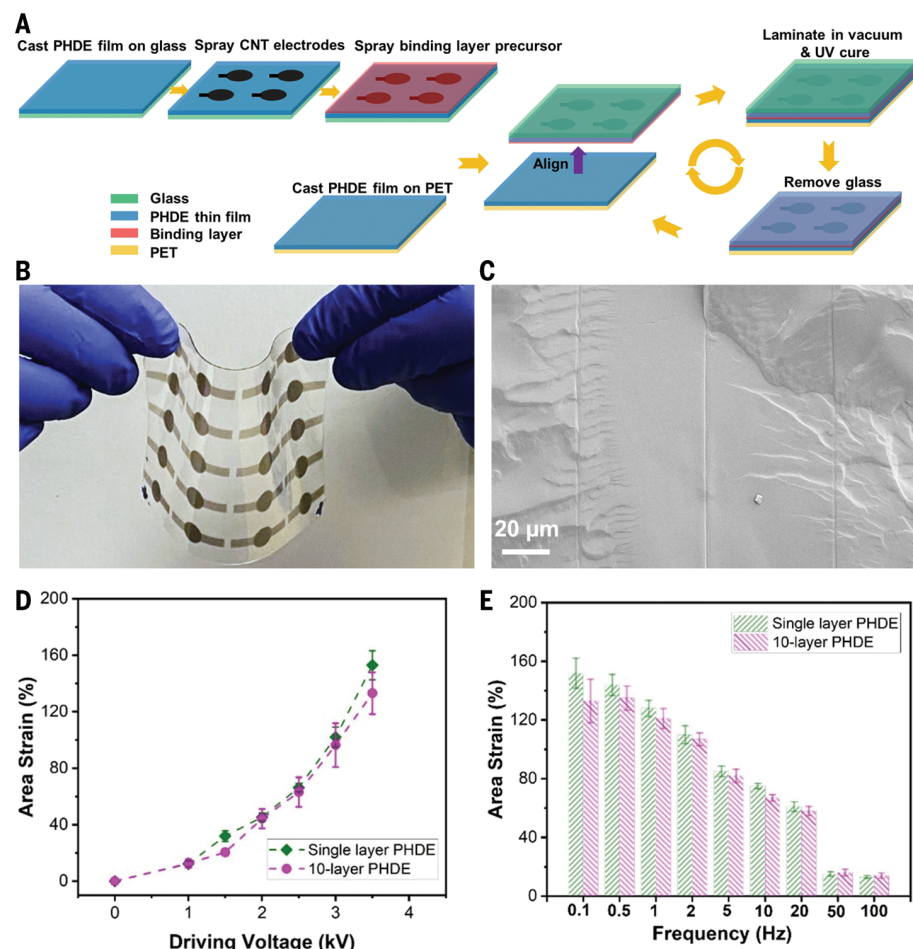 A
Cast PHDE film on glass
Spray CNT electrodes
Spray binding layer precursor
Laminate in vacuum
& UV cure
Align
Cast PHDE film on PET
Remove glass
Glass
PHDE thin film
Binding layer
PET
B
C
20 μm
D
200
160
120
80
40
0
Area Strain (%)
Single layer PHDE
10-layer PHDE
0
1
2
3
4
Driving Voltage (kV)
E
200
160
120
80
40
0
Area Strain (%)
Single layer PHDE
10-layer PHDE
0.1
0.5
1
2
5
10
20
50
100
Frequency (Hz)